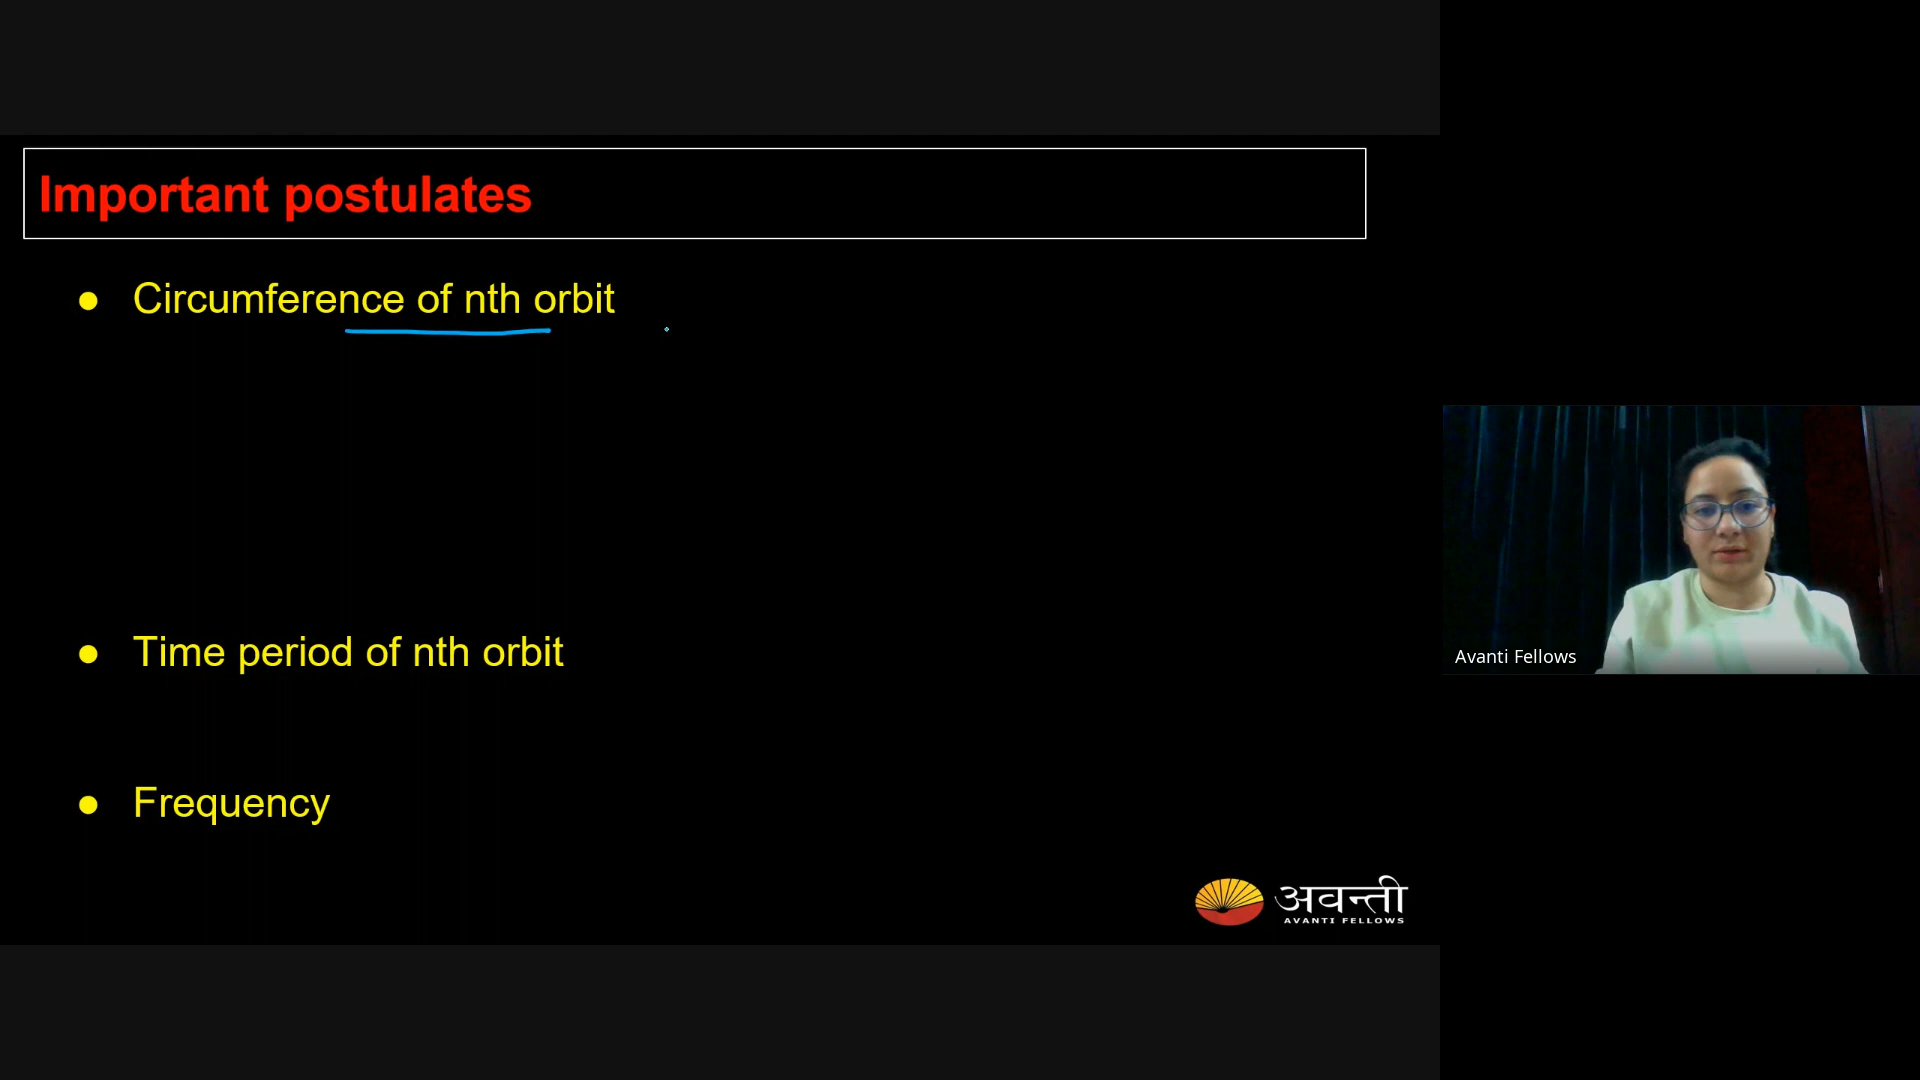 Important postulates
● Circumference of nth orbit
● Time period of nth orbit
● Frequency
Avanti Fellows
अवन्ती
AVANTI FELLOWS